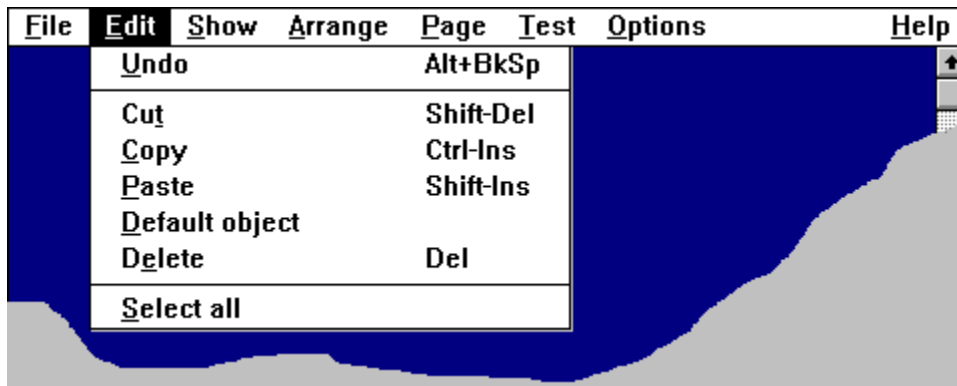 File Edit Show Arrange Page Test Options Help
Undo Alt+BkSp
Cut Shift-Del
Copy Ctrl-Ins
Paste Shift-Ins
Default object
Delete Del
Select all